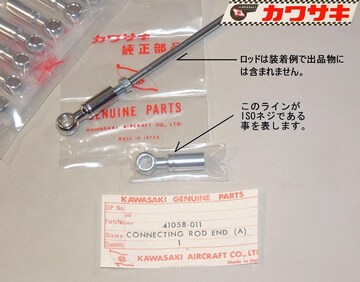 カワサキ
カワサキ
純正部品
ロッドは装着例で出品物に
は含まれません。
GENUINE PARTS
KAWASAKI AIRCRAFT CO., LTD.
MADE IN JAPAN
このラインが
ISOネジである
事を表します。
KAWASAKI GENUINE PARTS
41058-011
Name: CONNECTING ROD END (A)
Quantity 1
KAWASAKI AIRCRAFT CO., LTD.